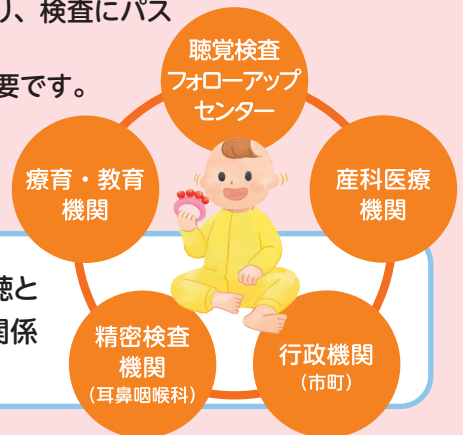 り、検査にパス
要です。
聴覚検査
フォローアップ
センター
療育・教育
機関
産科医療
機関
聴と
関係
精密検査
機関
(耳鼻咽喉科)
行政機関
(市町)